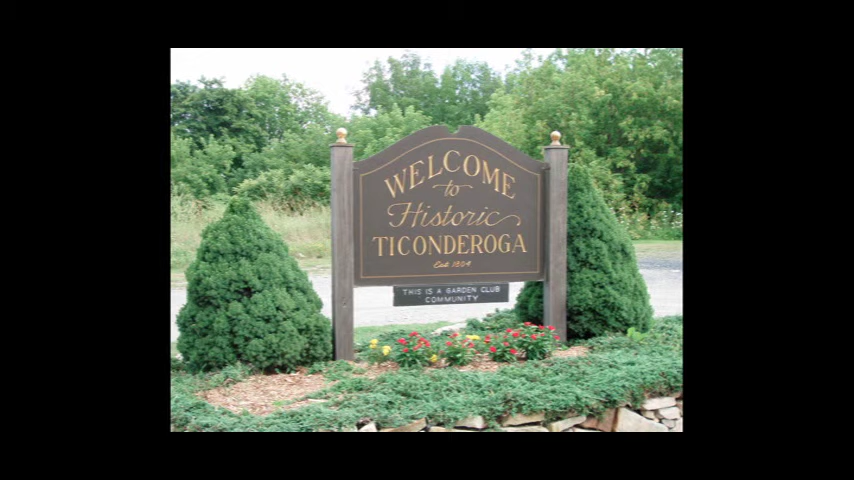 WELCOME
to
Historic
TICONDEROGA
Est 1804
THIS IS A GARDEN CLUB
COMMUNITY